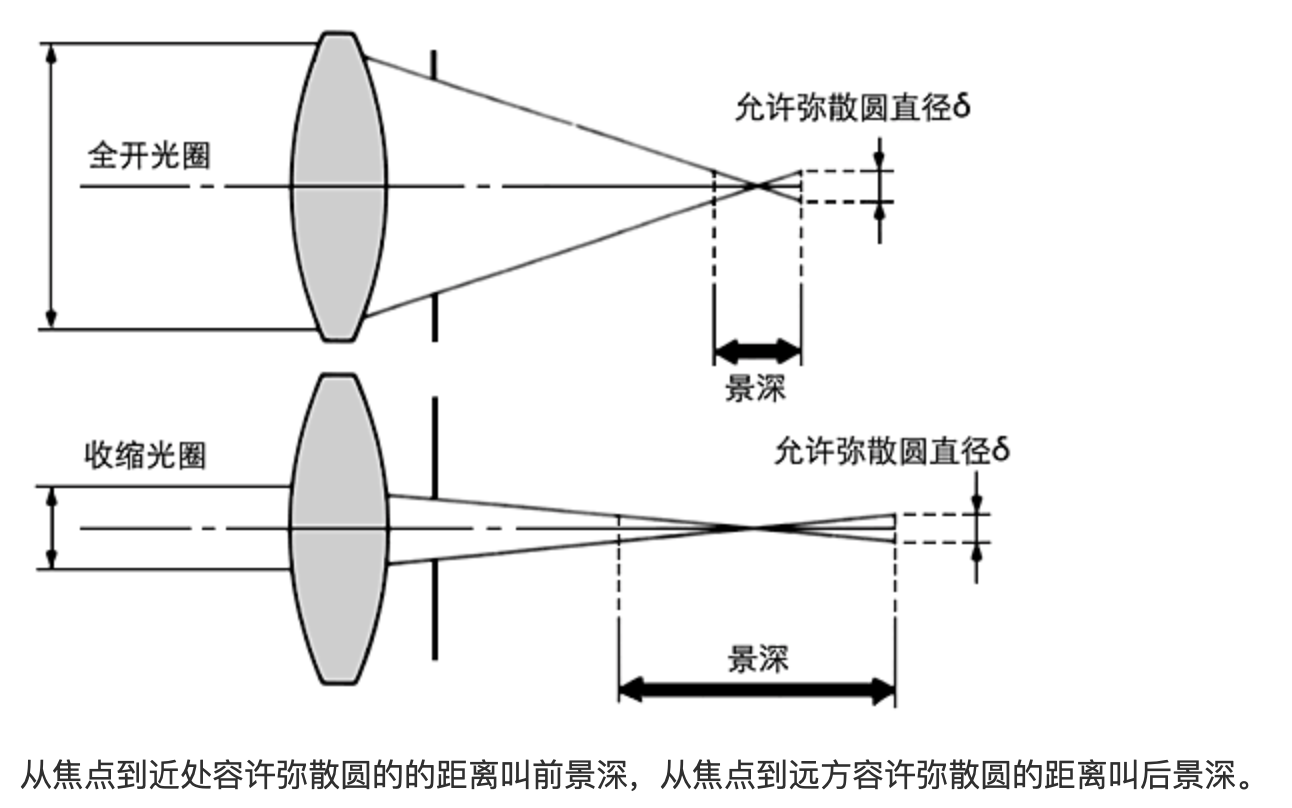 允许弥散圆直径δ
全开光圈
景深
收缩光圈
允许弥散圆直径δ
景深
从焦点到近处容许弥散圆的的距离叫前景深，从焦点到远方容许弥散圆的距离叫后景深。